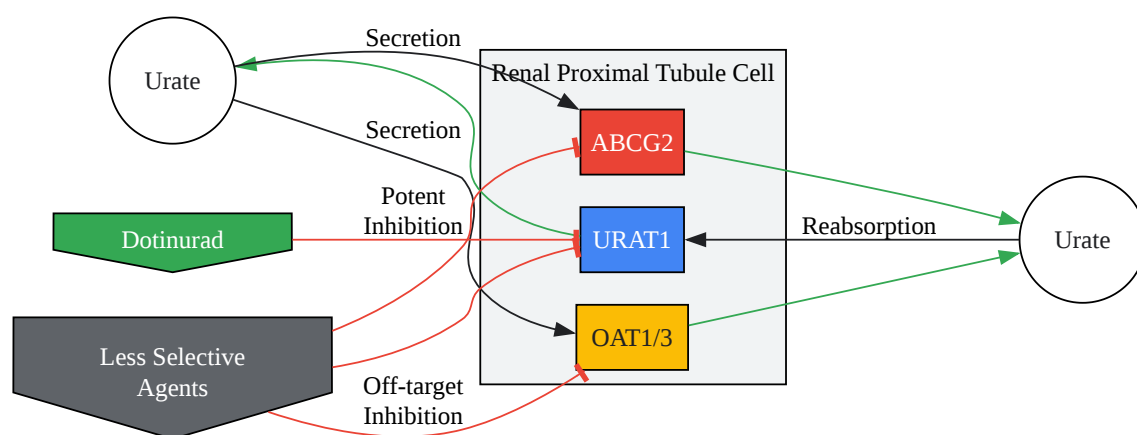 Secretion
Renal Proximal Tubule Cell
Urate
Secretion
ABCG2
Potent
Inhibition
Dotinurad
URAT1
Reabsorption
Urate
OAT1/3
Less Selective
Agents
Off-target
Inhibition